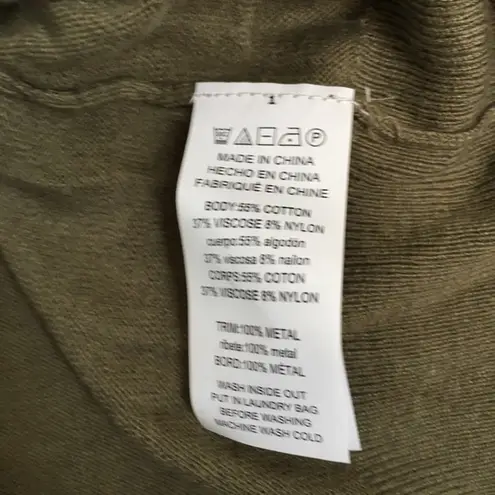 1
MADE IN CHINA
HECHO EN CHINA
FABRIQUÉ EN CHINE
BODY:55% COTTON
37% VISCOSE 8% NYLON
cuerpo:55% algodón
37% viscosa 8% nailon
CORPS:55% COTON
37% VISCOSE 8% NYLON
TRIM:100% METAL
ribete:100% metal
BORD:100% MÉTAL
WASH INSIDE OUT
PUT IN LAUNDRY BAG
BEFORE WASHING
MACHINE WASH COLD